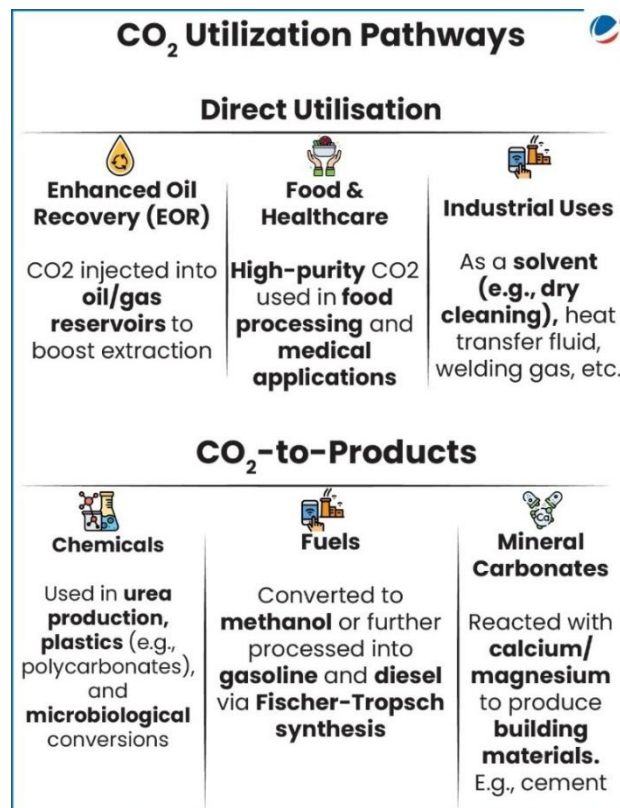 CO2 Utilization Pathways
Direct Utilisation
Enhanced Oil
Recovery (EOR)
CO2 injected into
oil/gas
reservoirs to
boost extraction
Food &
Healthcare
High-purity CO2
used in food
processing and
medical
applications
Industrial Uses
As a solvent
(e.g., dry
cleaning), heat
transfer fluid,
welding gas, etc.
CO2-to-Products
Chemicals
Used in urea
production,
plastics (e.g.,
polycarbonates),
and
microbiological
conversions
Fuels
Converted to
methanol or further
processed into
gasoline and diesel
via Fischer-Tropsch
synthesis
Ca
Mineral
Carbonates
Reacted with
calcium/
magnesium
to produce
building
materials.
E.g., cement